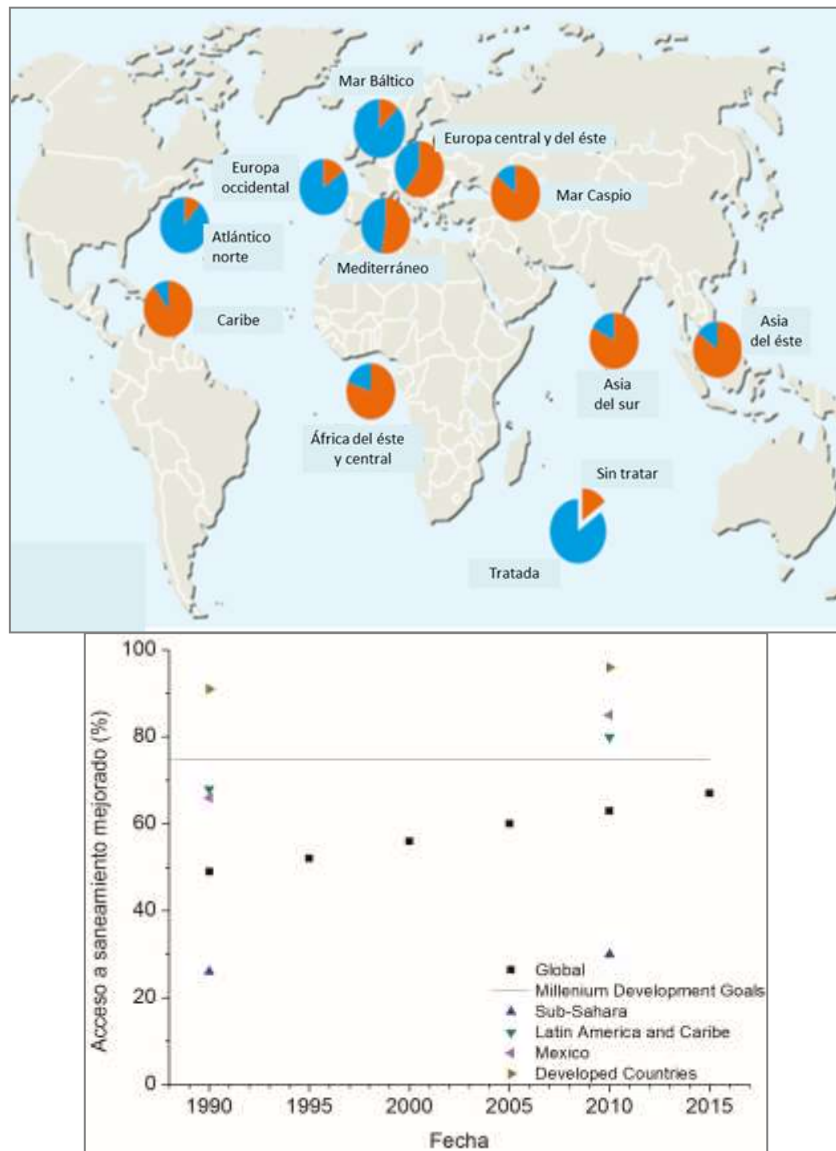 Mar Báltico
Europa central y del éste
Europa
occidental
Mar Caspio
Atlántico
norte
Mediterráneo
Caribe
Asia
del éste
Asia
del sur
África del éste
y central
Sin tratar
Tratada
100
80
60
40
20
0
Acceso a saneamiento mejorado (%)
Global
Millenium Development Goals
Sub-Sahara
Latin America and Caribe
Mexico
Developed Countries
1990 1995 2000 2005 2010 2015
Fecha